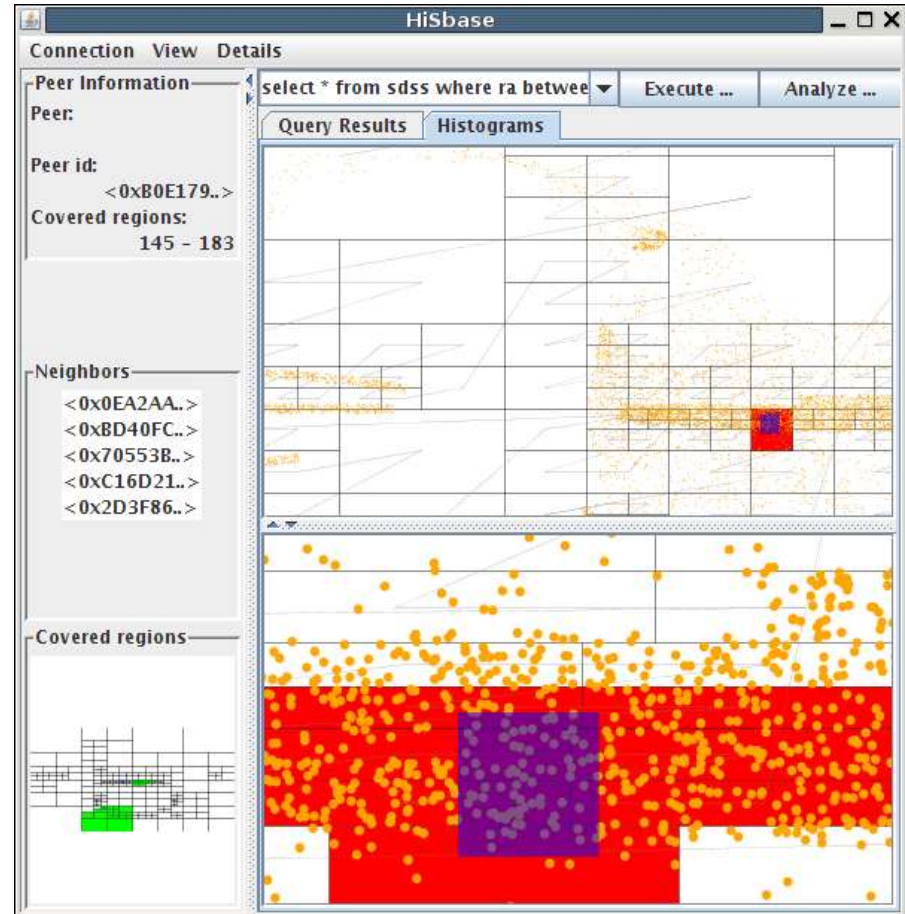 HiSbase
Connection View Details
Peer Information
Peer:
Peer id:
<0xB0E179..>
Covered regions:
145 - 183
Neighbors
<0x0EA2AA..>
<0xBD40FC..>
<0x70553B..>
<0xC16D21..>
<0x2D3F86..>
Covered regions
select * from sdss where ra betwee
Execute ...
Analyze ...
Query Results
Histograms